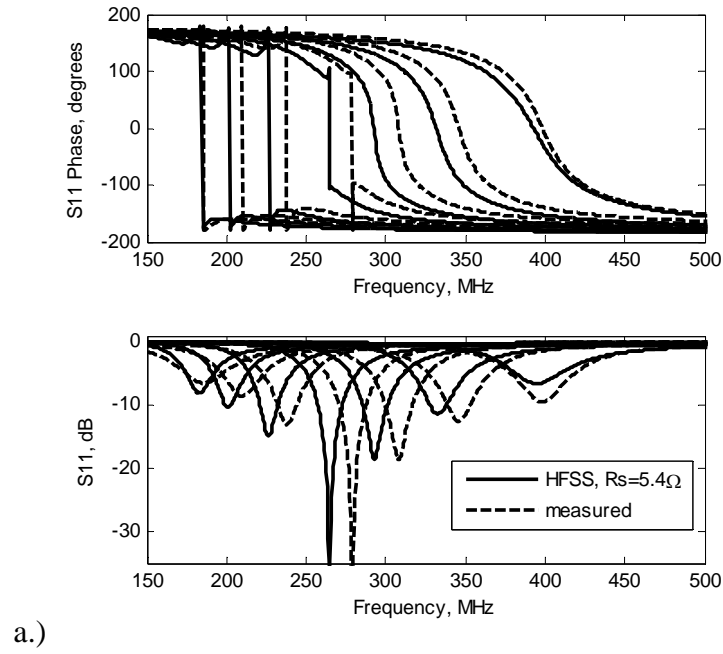 200
100
0
-100
-200
S11 Phase, degrees
150 200 250 300 350 400 450 500
Frequency, MHz
0
-10
-20
-30
S11, dB
HFSS, Rs=5.4Ω
measured
150 200 250 300 350 400 450 500
Frequency, MHz
a.)